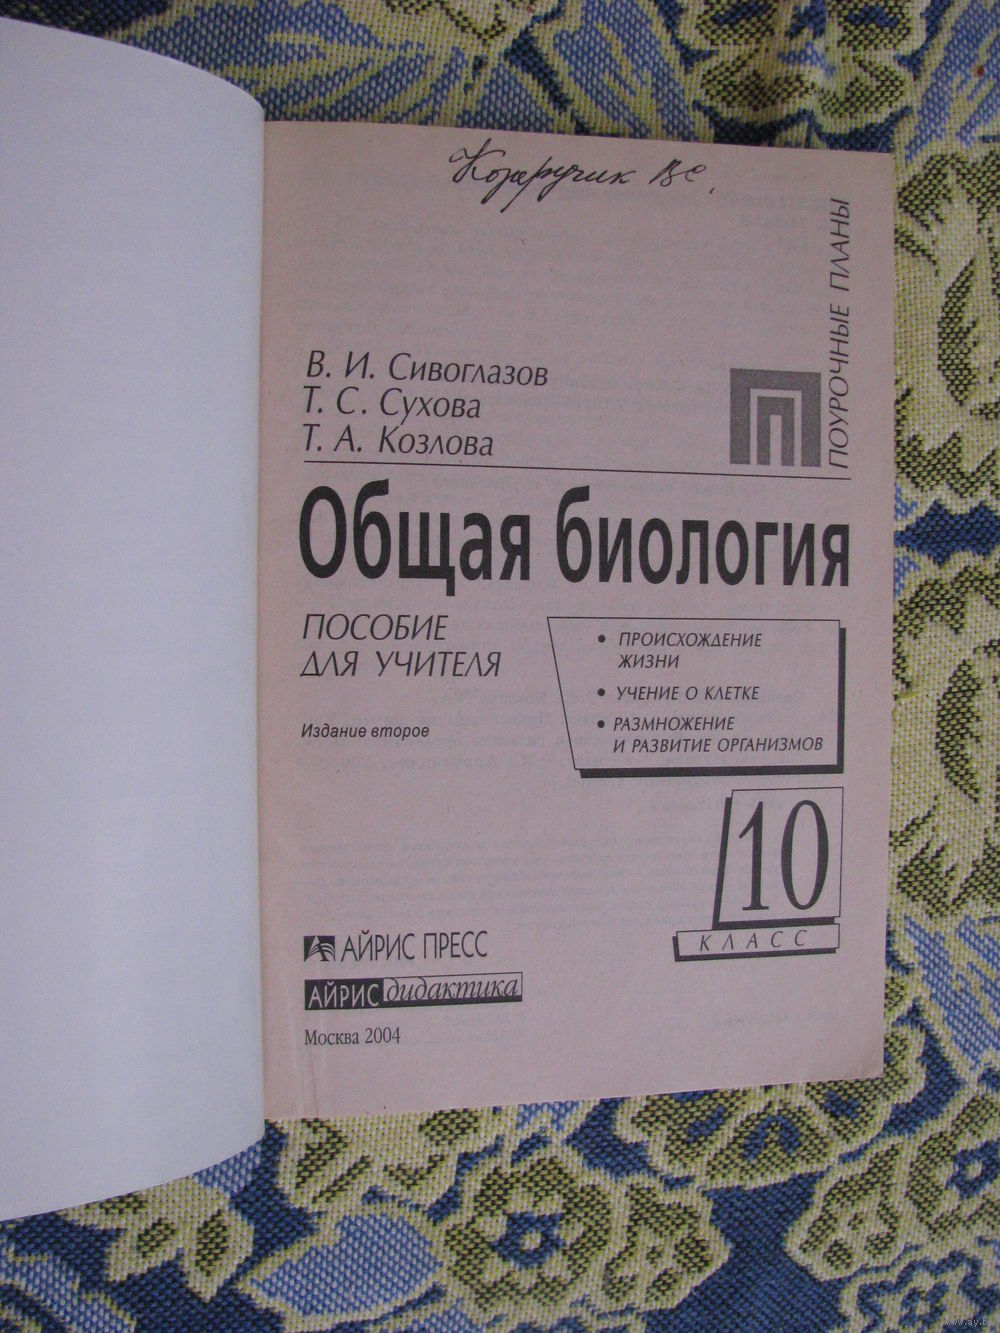 ПОУРОЧНЫЕ ПЛАНЫ
В. И. Сивоглазов
Т. С. Сухова
Т. А. Козлова
Общая биология
ПОСОБИЕ
ДЛЯ УЧИТЕЛЯ
Издание второе
• ПРОИСХОЖДЕНИЕ
ЖИЗНИ
• УЧЕНИЕ О КЛЕТКЕ
• РАЗМНОЖЕНИЕ
И РАЗВИТИЕ ОРГАНИЗМОВ
10
КЛАСС
АЙРИС ПРЕСС
АЙРИС дидактика
Москва 2004